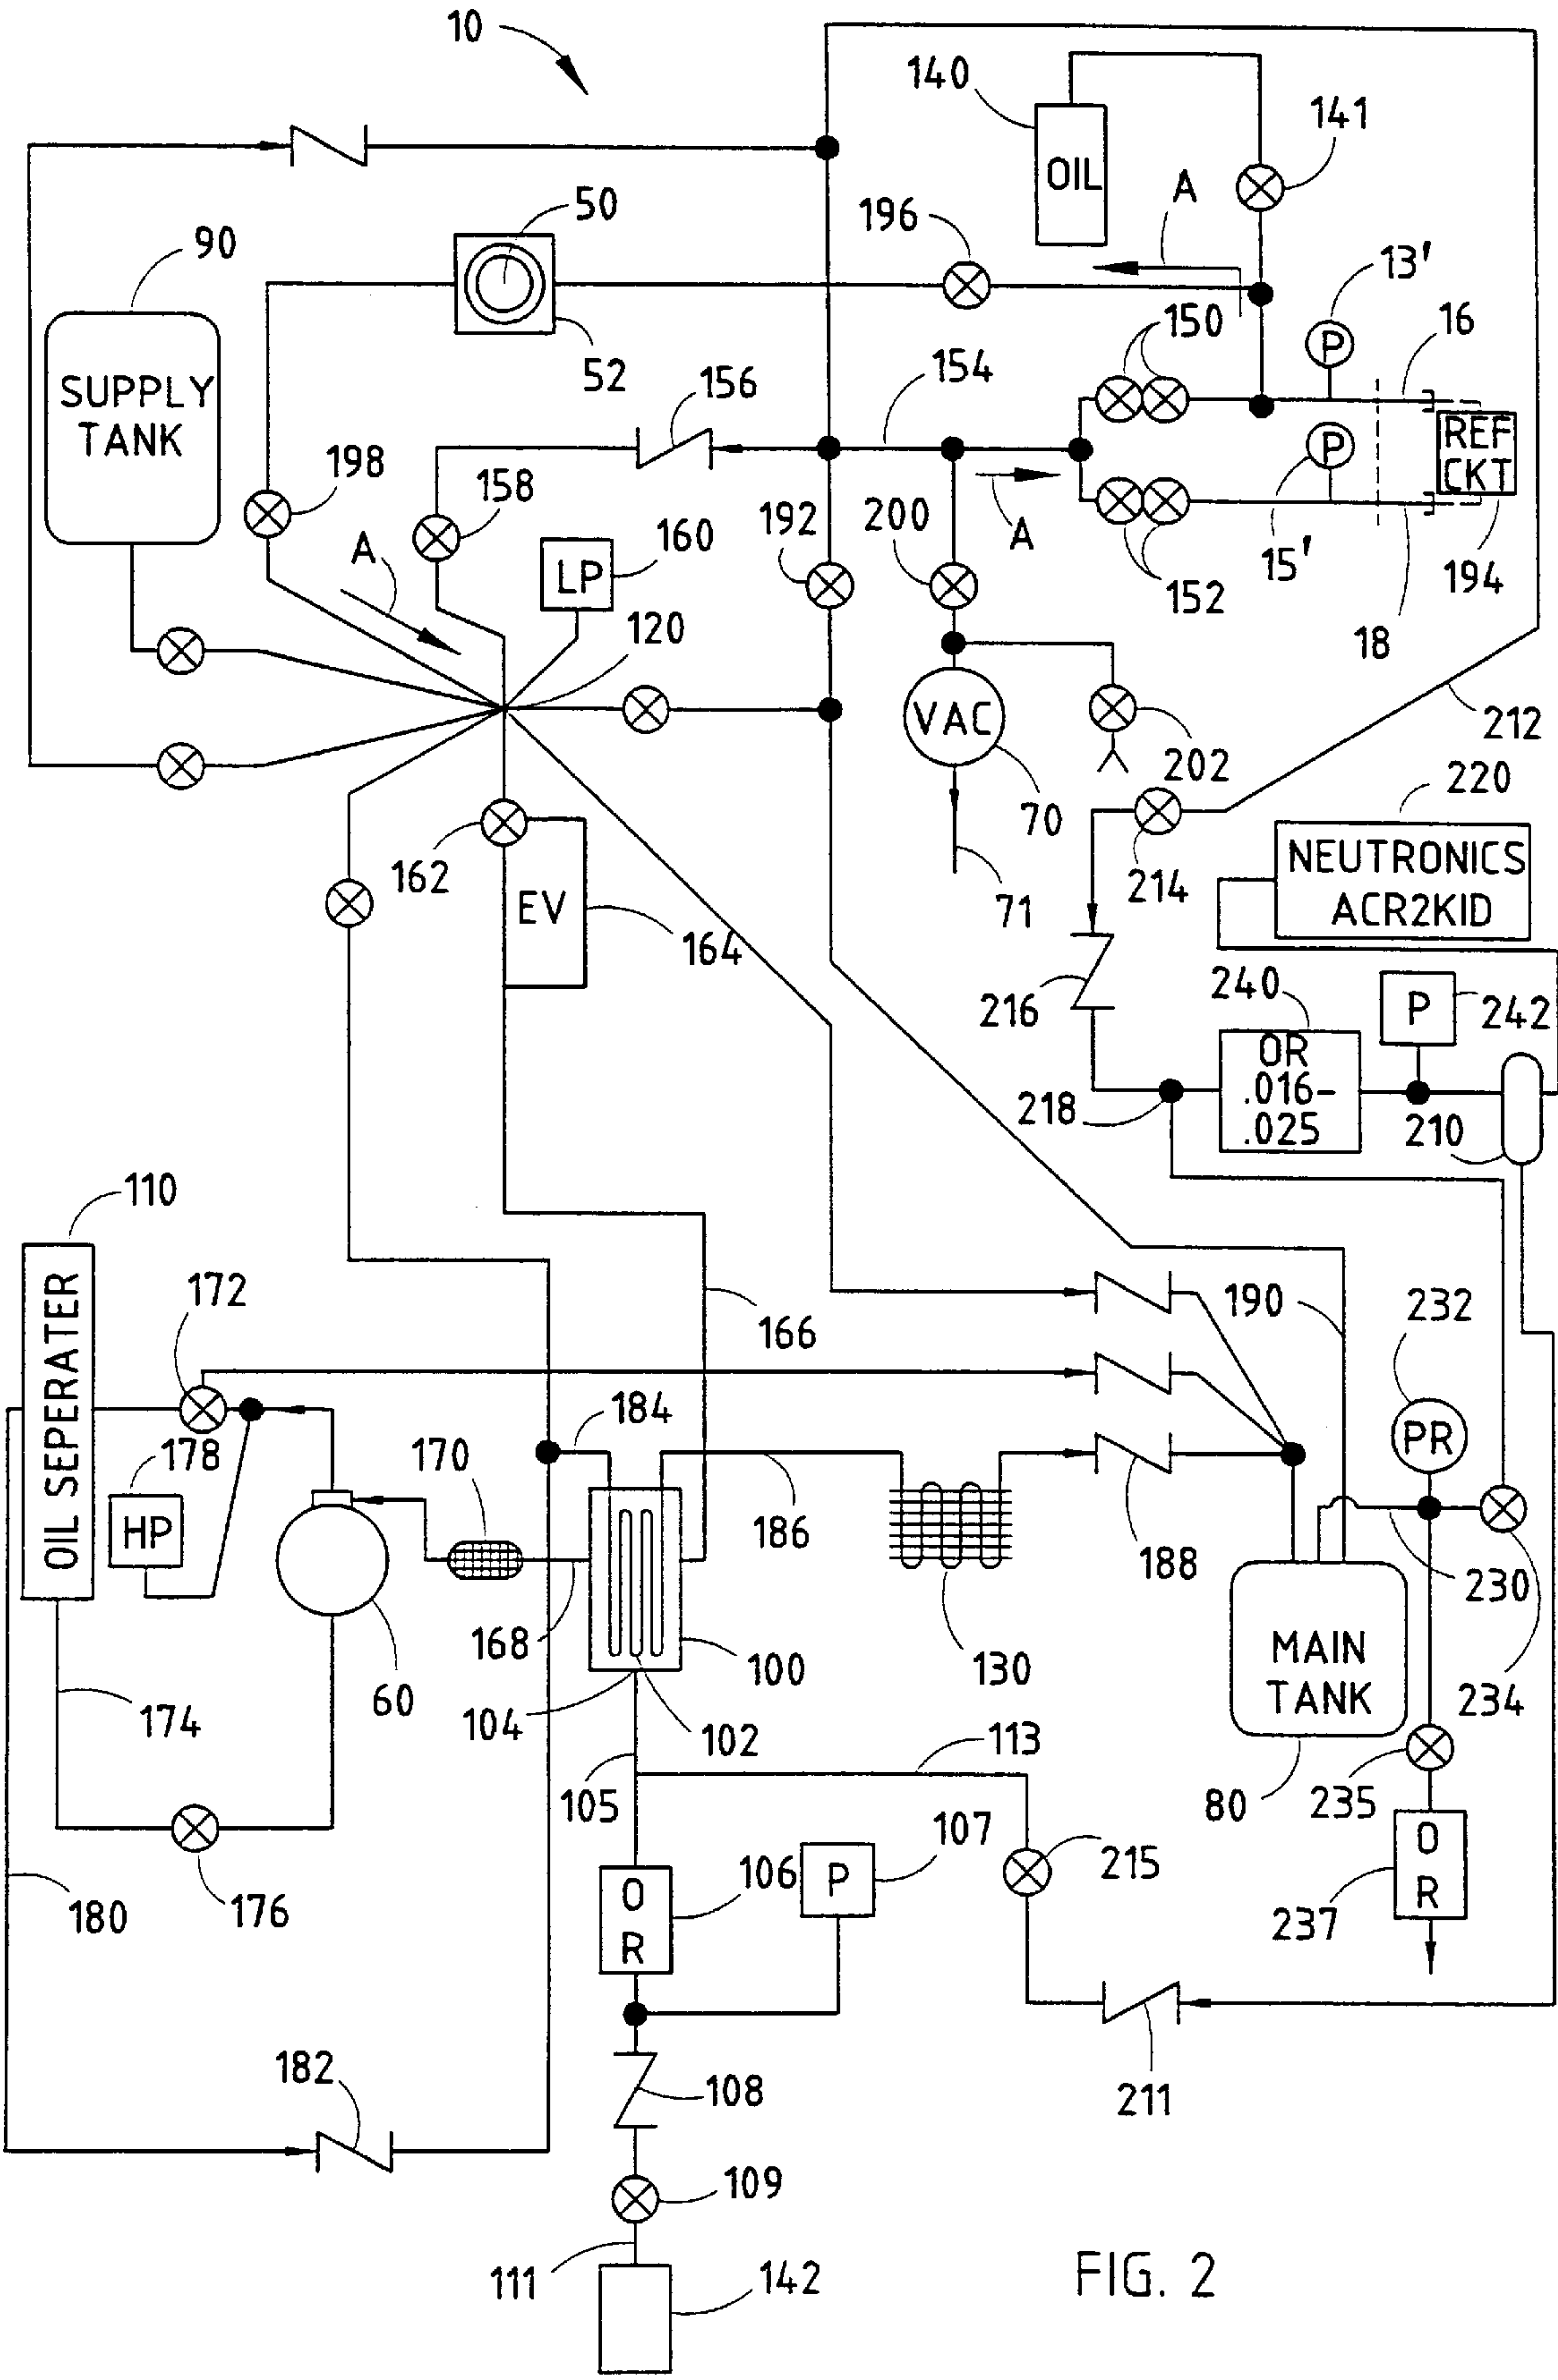 10
140
OIL
141
A
196
50
52
90
SUPPLY
TANK
13'
P
16
150
154
156
REF
CKT
P
15'
198
158
A
LP
160
192
200
A
152
18
194
120
VAC
202
212
70
71
162
EV
164
214
220
NEUTRONICS
ACR2KID
216
240
OR
.016-
.025
P
242
218
210
110
OIL SEPERATER
172
166
190
232
PR
184
170
178
HP
186
188
230
234
168
100
130
MAIN
TANK
60
174
104
102
113
105
80
235
107
P
215
106
O
R
O
R
237
180
176
182
108
211
109
111
142
FIG. 2